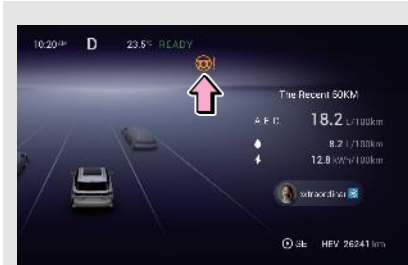 10:20 AM D 23.5°C READY
The Recent 50KM
A.E.C. 18.2 L/100km
8.2 L/100km
12.8 kWh/100km
HEV 26241 km